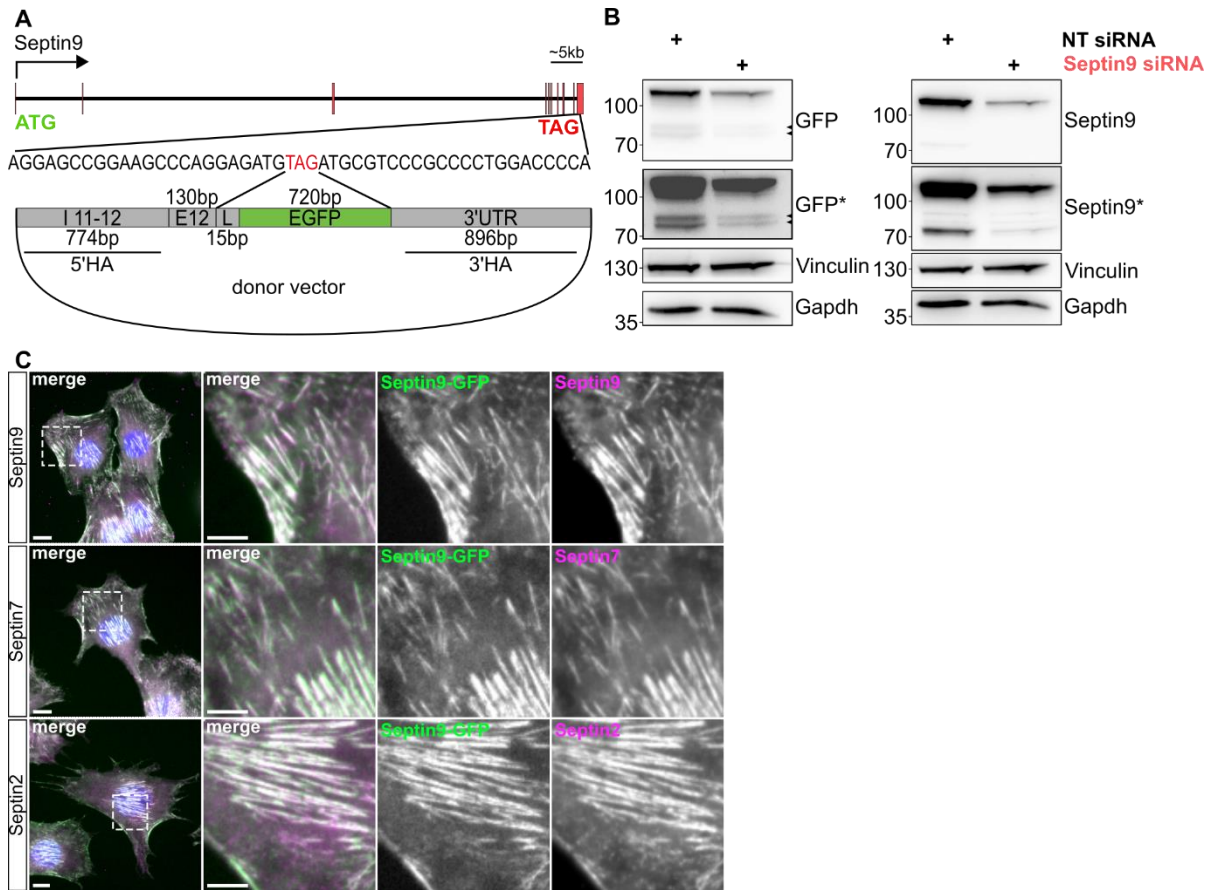 A
Septin9
~5kb
ATG
TAG
AGGAGCCGGAAGCCCAGGAGATGTAGATGCGTCCCGCCCCTGGACCCCA
130bp
720bp
I 11-12
E12
L
EGFP
3'UTR
774bp
15bp
896bp
5'HA
3'HA
donor vector
B
+
+
NT siRNA
+
+
Septin9 siRNA
100
70
GFP
100
70
GFP*
130
Vinculin
35
Gapdh
100
70
Septin9
100
70
Septin9*
130
Vinculin
35
Gapdh
C
Septin9
merge
merge
Septin9-GFP
Septin9
Septin7
merge
merge
Septin9-GFP
Septin7
Septin2
merge
merge
Septin9-GFP
Septin2